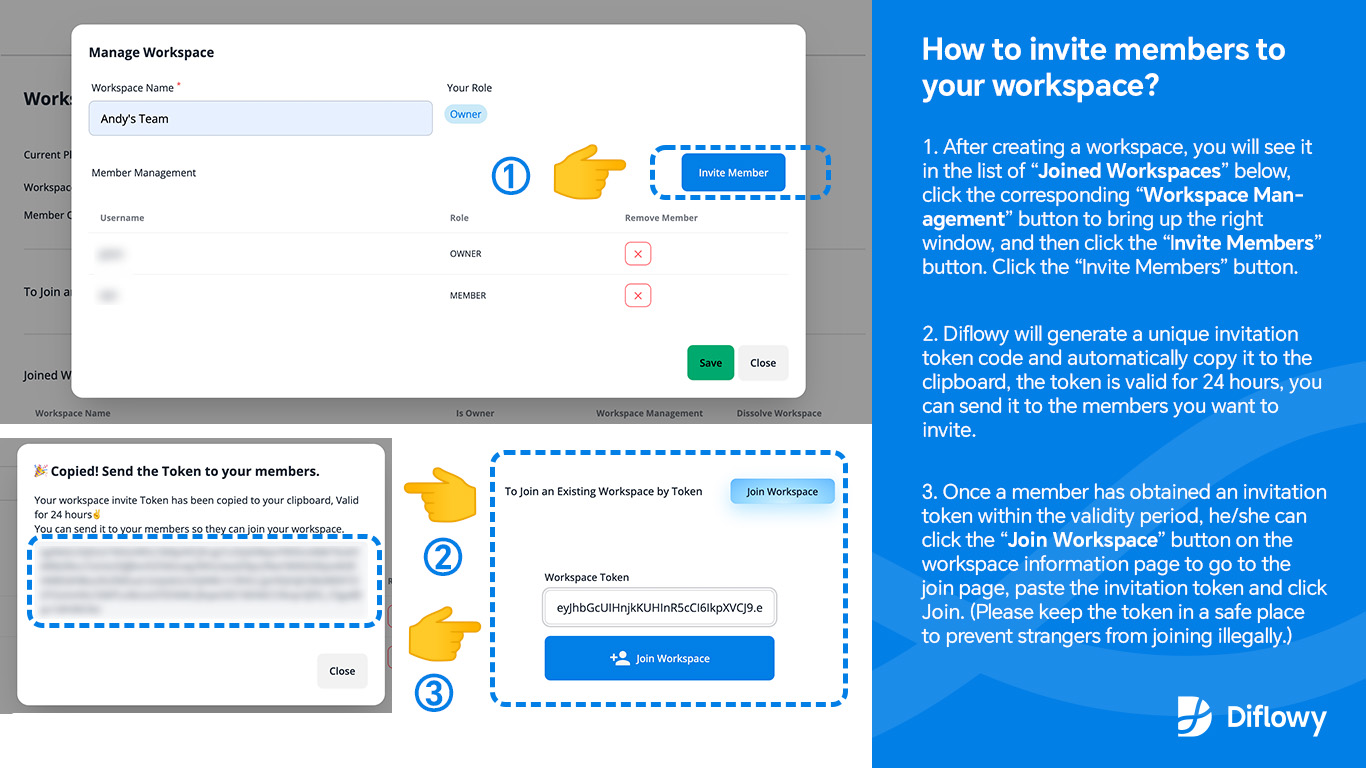 Manage Workspace
Workspace Name *
Your Role
Andy's Team
Owner
Member Management
① Invite Member
Username Role Remove Member
OWNER
MEMBER
Save Close
Works
Current Pl
Workspac
Member C
To Join a
Joined W
Workspace Name Is Owner Workspace Management Dissolve Workspace
🎉 Copied! Send the Token to your members.
Your workspace invite Token has been copied to your clipboard, Valid
for 24 hours✌
You can send it to your members so they can join your workspace.
Close
②
③
To Join an Existing Workspace by Token Join Workspace
Workspace Token
eyJhbGcUIHnjkKUHInR5cCI6IkpXVCJ9.e
Join Workspace
How to invite members to
your workspace?
1. After creating a workspace, you will see it
in the list of “Joined Workspaces” below,
click the corresponding “Workspace Man-
agement” button to bring up the right
window, and then click the “Invite Members”
button. Click the “Invite Members” button.
2. Diflowy will generate a unique invitation
token code and automatically copy it to the
clipboard, the token is valid for 24 hours, you
can send it to the members you want to
invite.
3. Once a member has obtained an invitation
token within the validity period, he/she can
click the “Join Workspace” button on the
workspace information page to go to the
join page, paste the invitation token and click
Join. (Please keep the token in a safe place
to prevent strangers from joining illegally.)
Diflowy